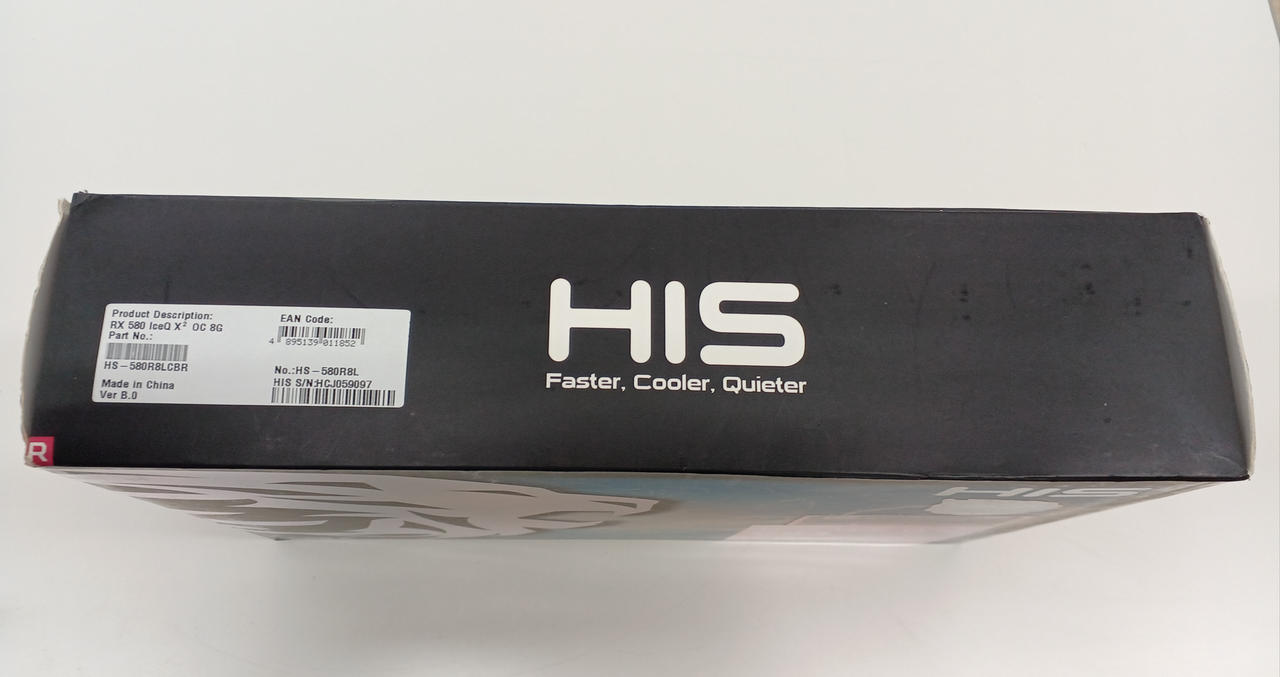 Product Description:
RX 580 IceQ X² OC 8G
Part No.:
HS-580R8LCBR
Made in China
Ver B.0
EAN Code:
4 895139 011852
No.:HS-580R8L
HIS S/N:HCJ059097
HIS
Faster, Cooler, Quieter
R
HIS